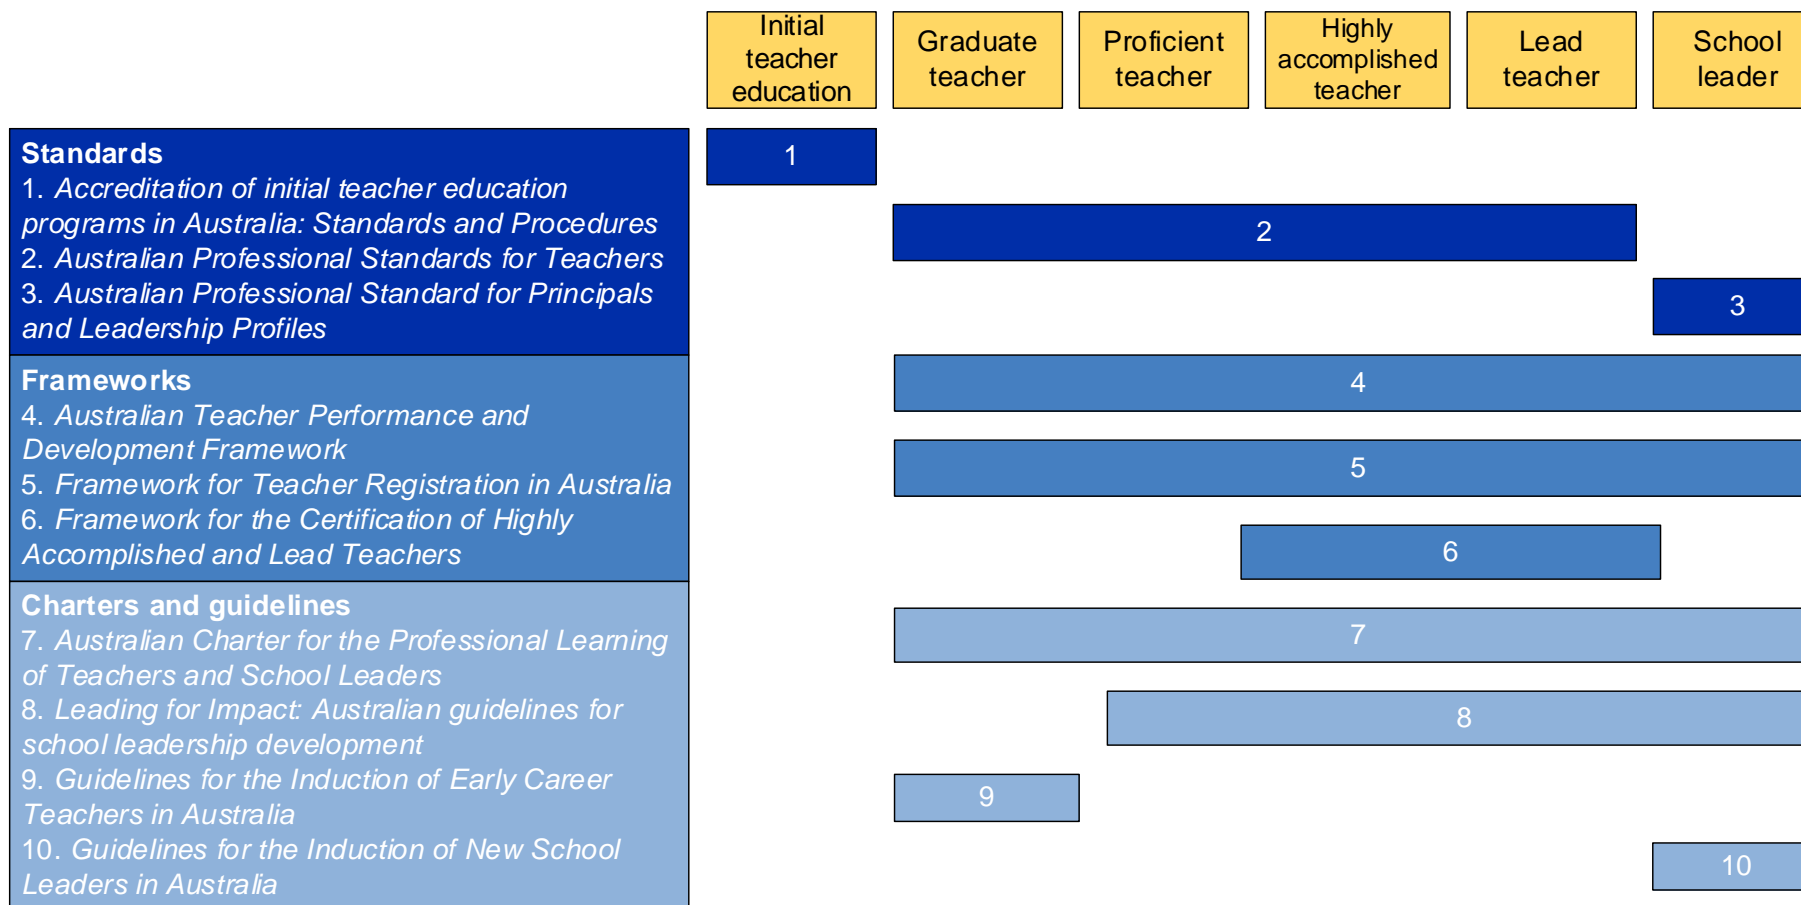 Initial
teacher
education
Graduate
teacher
Proficient
teacher
Highly
accomplished
teacher
Lead
teacher
School
leader
Standards
1. Accreditation of initial teacher education
programs in Australia: Standards and Procedures
2. Australian Professional Standards for Teachers
3. Australian Professional Standard for Principals
and Leadership Profiles
1
2
3
Frameworks
4. Australian Teacher Performance and
Development Framework
5. Framework for Teacher Registration in Australia
6. Framework for the Certification of Highly
Accomplished and Lead Teachers
4
5
6
Charters and guidelines
7. Australian Charter for the Professional Learning
of Teachers and School Leaders
8. Leading for Impact: Australian guidelines for
school leadership development
9. Guidelines for the Induction of Early Career
Teachers in Australia
10. Guidelines for the Induction of New School
Leaders in Australia
7
8
9
10